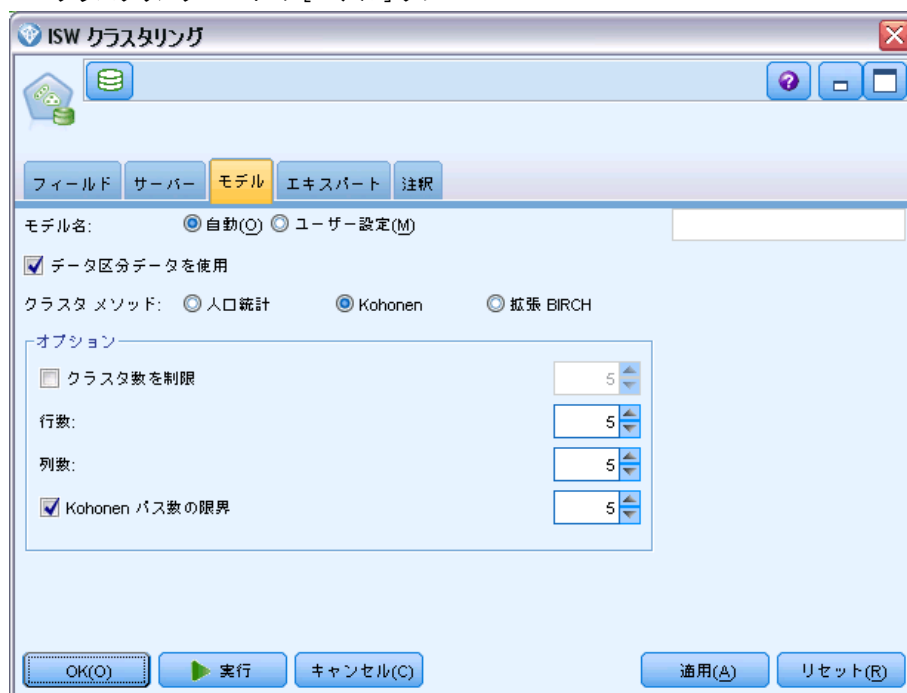 ISW クラスタリング
フィールド サーバー モデル エキスパート 注釈
モデル名: 自動(O) ユーザー設定(M)
データ区分データを使用
クラスタ メソッド: 人口統計 Kohonen 拡張 BIRCH
オプション
クラスタ数を制限 5
行数: 5
列数: 5
Kohonen パス数の限界 5
OK(O) 実行 キャンセル(C) 適用(A) リセット(R)